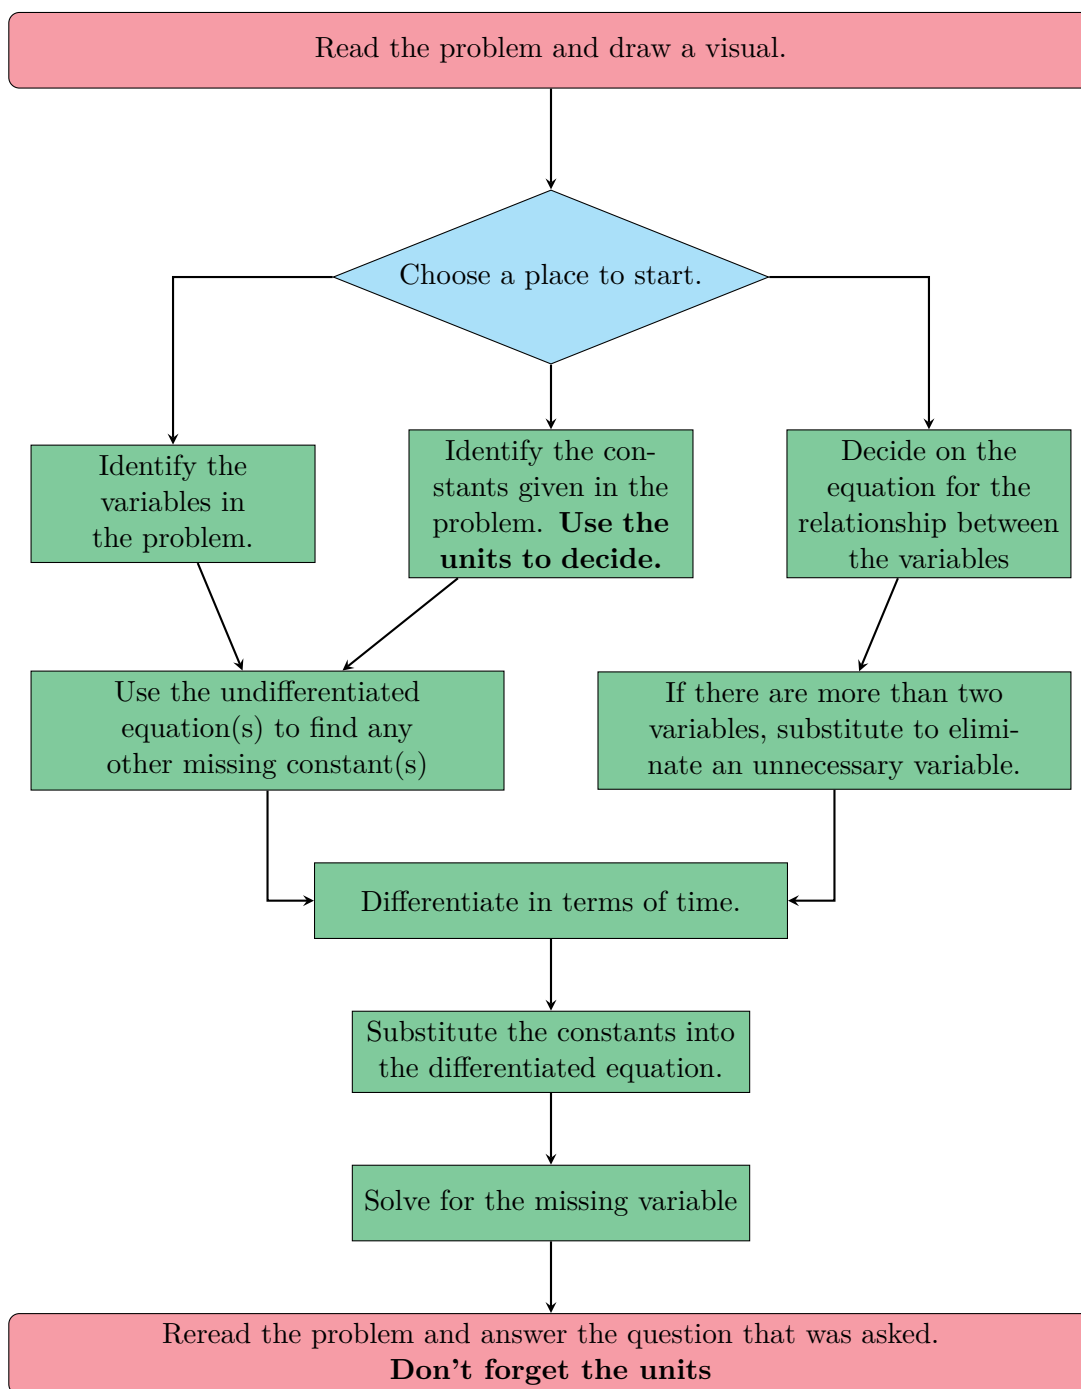 Read the problem and draw a visual.
Choose a place to start.
Identify the
variables in
the problem.
Identify the con-
stants given in the
problem. Use the
units to decide.
Decide on the
equation for the
relationship between
the variables
Use the undifferentiated
equation(s) to find any
other missing constant(s)
If there are more than two
variables, substitute to elimi-
nate an unnecessary variable.
Differentiate in terms of time.
Substitute the constants into
the differentiated equation.
Solve for the missing variable
Reread the problem and answer the question that was asked.
Don't forget the units